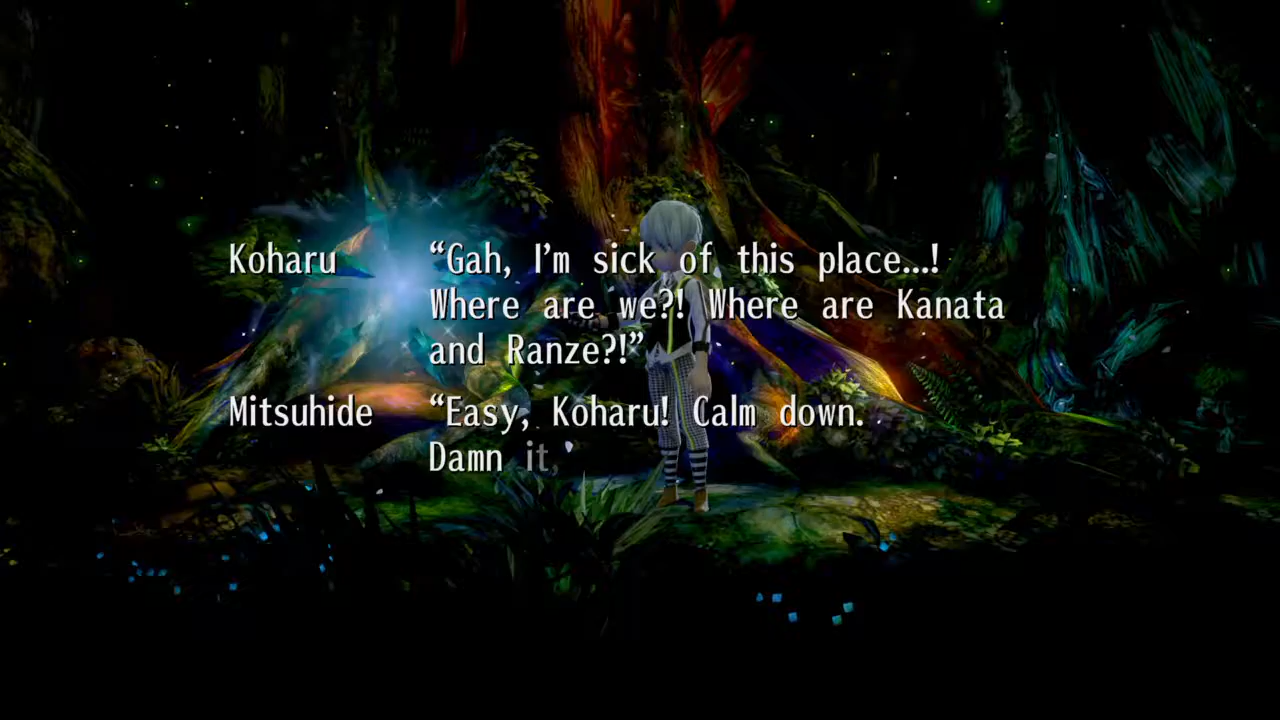 Koharu “Gah, I’m sick of this place...!
Where are we?! Where are Kanata
and Ranze?!”
Mitsuhide “Easy, Koharu! Calm down.
Damn it,